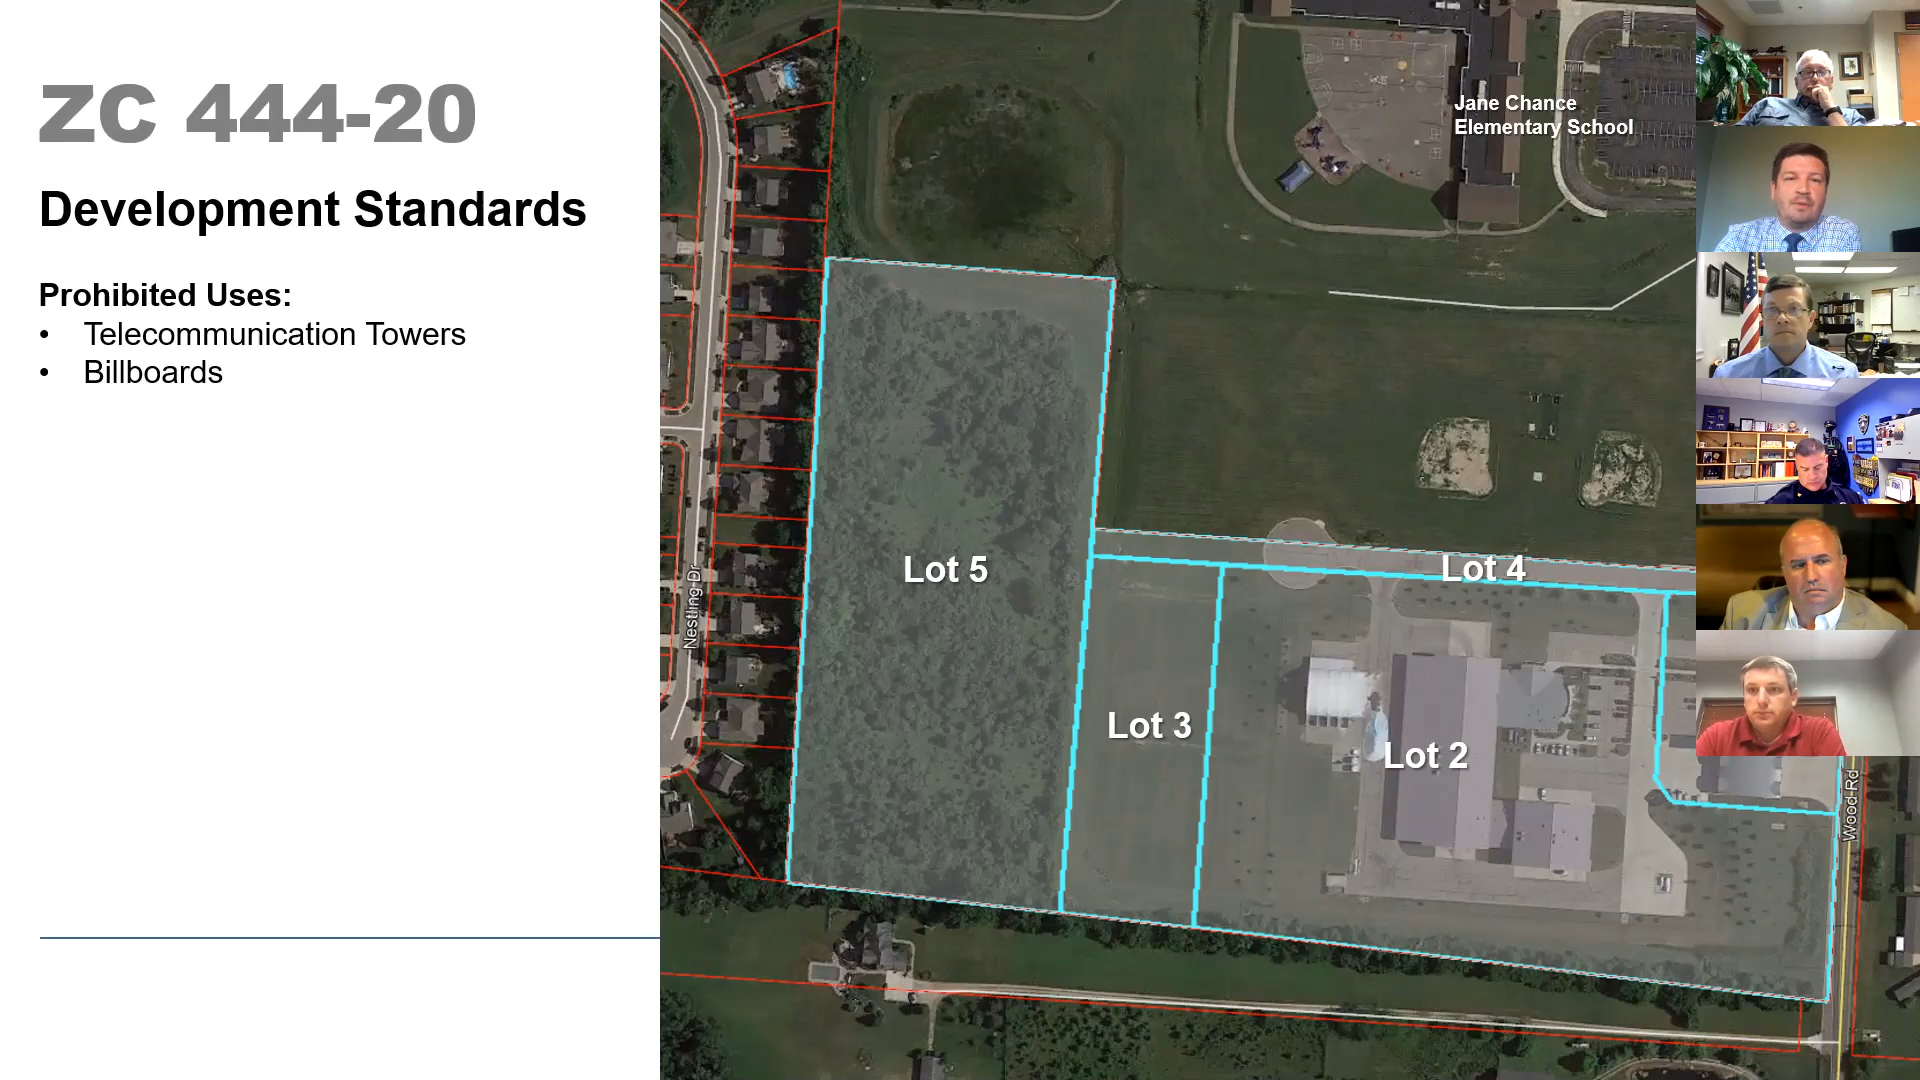 ZC 444-20
Development Standards
Prohibited Uses:
• Telecommunication Towers
• Billboards
Jane Chance
Elementary School
Lot 5
Lot 4
Lot 3
Lot 2
Nestling Dr
Wood Rd